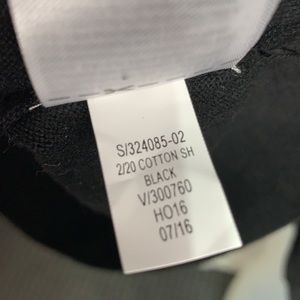 S/324085-02
2/20 COTTON SH
BLACK
V/300760
HO16
07/16